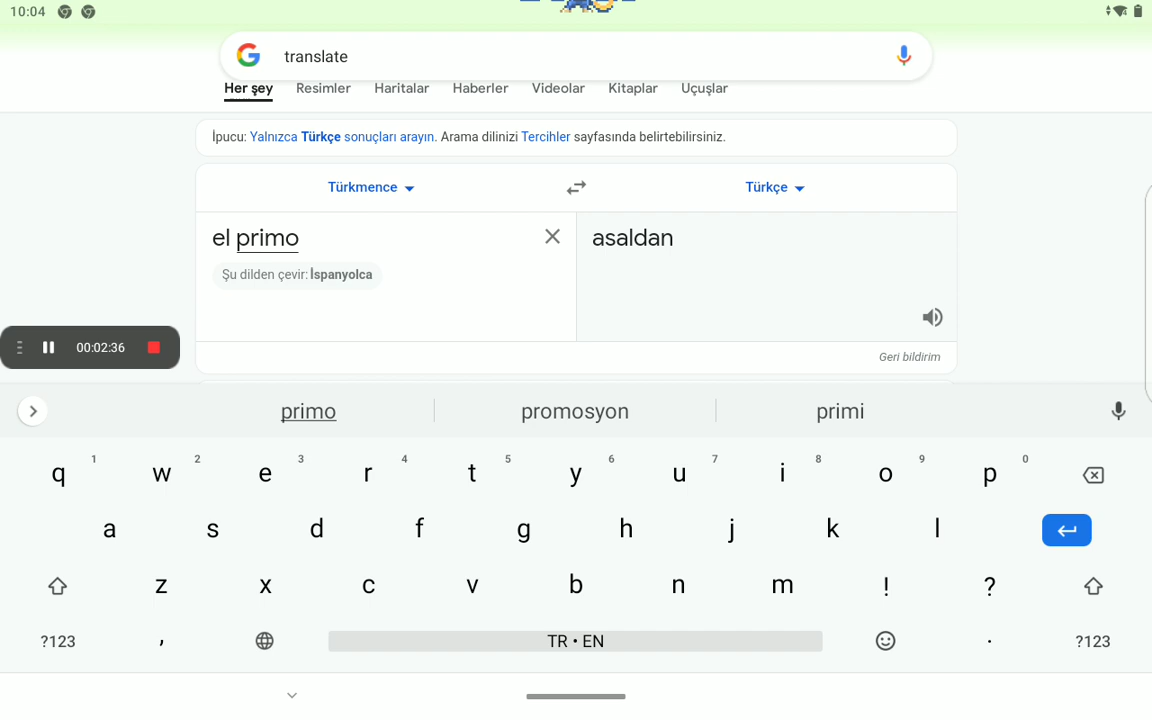 10:04
translate
Her şey Resimler Haritalar Haberler Videolar Kitaplar Uçuşlar
İpucu: Yalnızca Türkçe sonuçları arayın. Arama dilinizi Tercihler sayfasında belirtebilirsiniz.
Türkmence Türkçe
el primo asaldan
Şu dilden çevir: İspanyolca
00:02:36
Geri bildirim
primo promosyon primi
1 2 3 4 5 6 7 8 9 0
q w e r t y u i o p
a s d f g h j k l
z x c v b n m ! ?
?123 , TR • EN . ?123